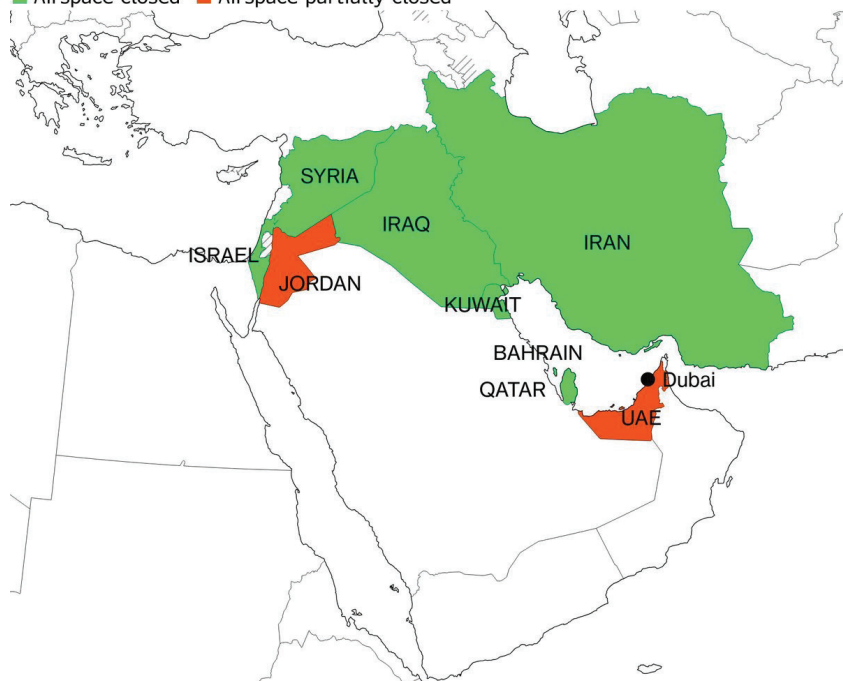 Airspace closed Airspace partially closed
SYRIA
IRAQ
IRAN
ISRAEL
JORDAN
KUWAIT
BAHRAIN
QATAR
Dubai
UAE